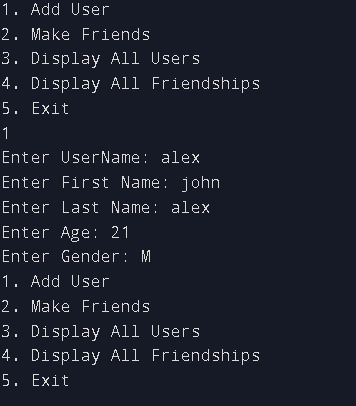 1. Add User
2. Make Friends
3. Display All Users
4. Display All Friendships
5. Exit
1
Enter UserName: alex
Enter First Name: john
Enter Last Name: alex
Enter Age: 21
Enter Gender: M
1. Add User
2. Make Friends
3. Display All Users
4. Display All Friendships
5. Exit